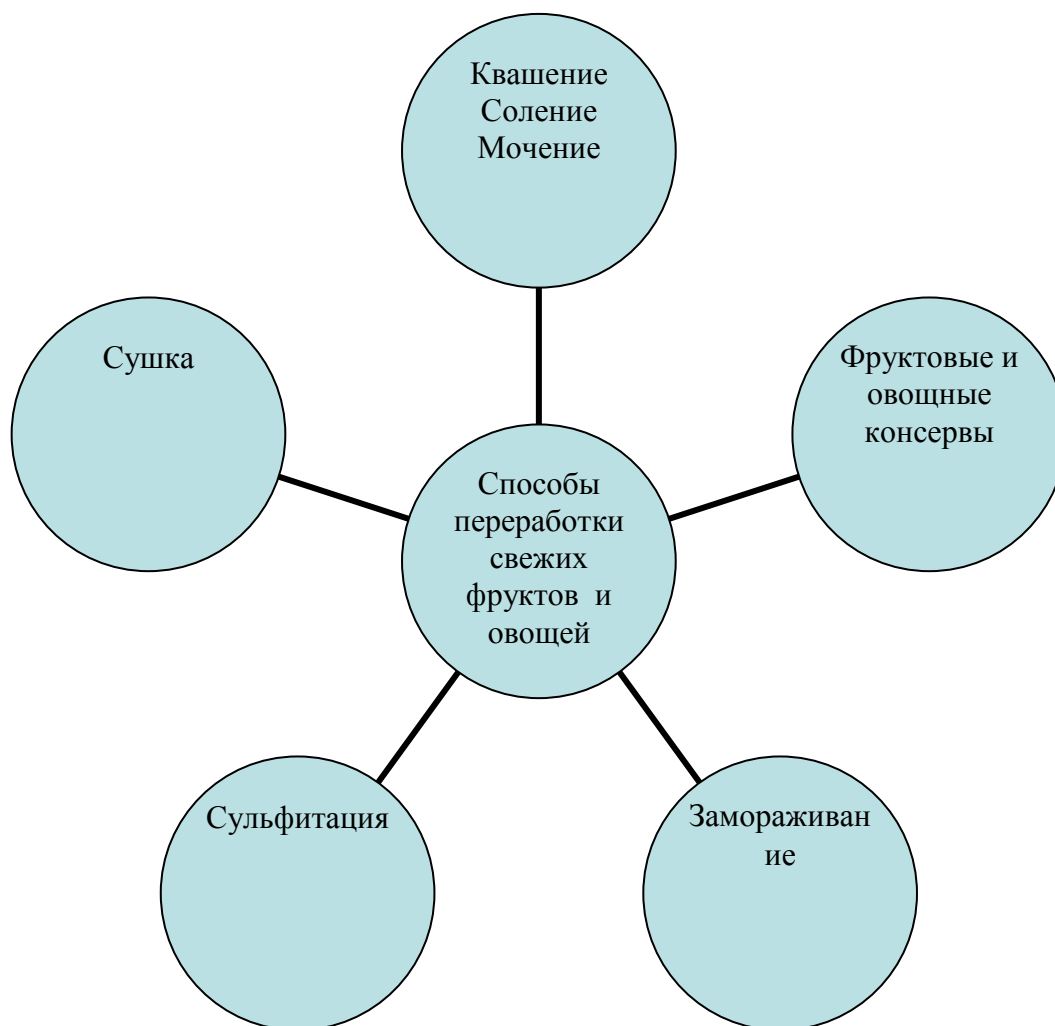 Квашение
Соление
Мочение
Сушка
Фруктовые и
овощные
консервы
Способы
переработки
свежих
фруктов  и
овощей
Сульфитация
Замораживан
ие